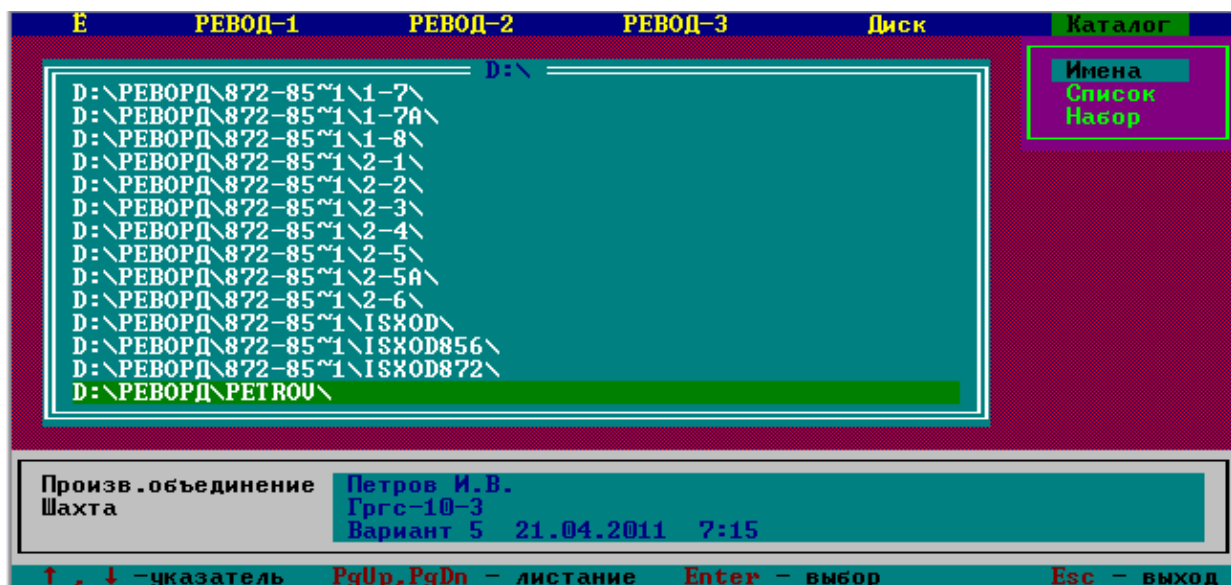 Ё РЕВОД-1 РЕВОД-2 РЕВОД-3 Диск Каталог
D:\
Имена
Список
Набор
D:\РЕВОРД\872-85~1\1-7\
D:\РЕВОРД\872-85~1\1-7A\
D:\РЕВОРД\872-85~1\1-8\
D:\РЕВОРД\872-85~1\2-1\
D:\РЕВОРД\872-85~1\2-2\
D:\РЕВОРД\872-85~1\2-3\
D:\РЕВОРД\872-85~1\2-4\
D:\РЕВОРД\872-85~1\2-5\
D:\РЕВОРД\872-85~1\2-5A\
D:\РЕВОРД\872-85~1\2-6\
D:\РЕВОРД\872-85~1\ISXOD\
D:\РЕВОРД\872-85~1\ISXOD856\
D:\РЕВОРД\872-85~1\ISXOD872\
D:\РЕВОРД\PETROV\
Произв.объединение Петров И.В.
Шахта Гргс-10-3
Вариант 5 21.04.2011 7:15
↑ , ↓ -указатель PgUp,PgDn - листание Enter - выбор Esc - выход